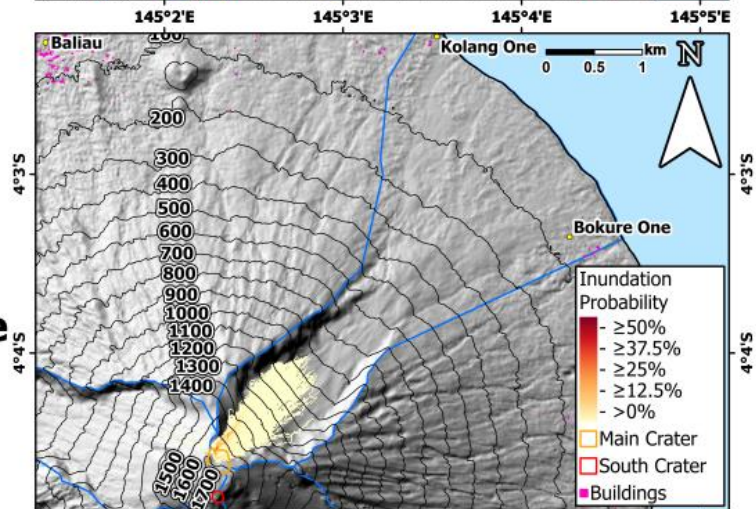 145°2'E 145°3'E 145°4'E 145°5'E
Baliau
100
Kolang One
km
0 0.5 1
N
200
300
400
500
600
700
800
900
1000
1100
1200
1300
1400
1500
1600
1700
4°3'S
4°3'S
4°4'S
4°4'S
Bokure One
Inundation
Probability
- ≥50%
- ≥37.5%
- ≥25%
- ≥12.5%
- >0%
Main Crater
South Crater
Buildings